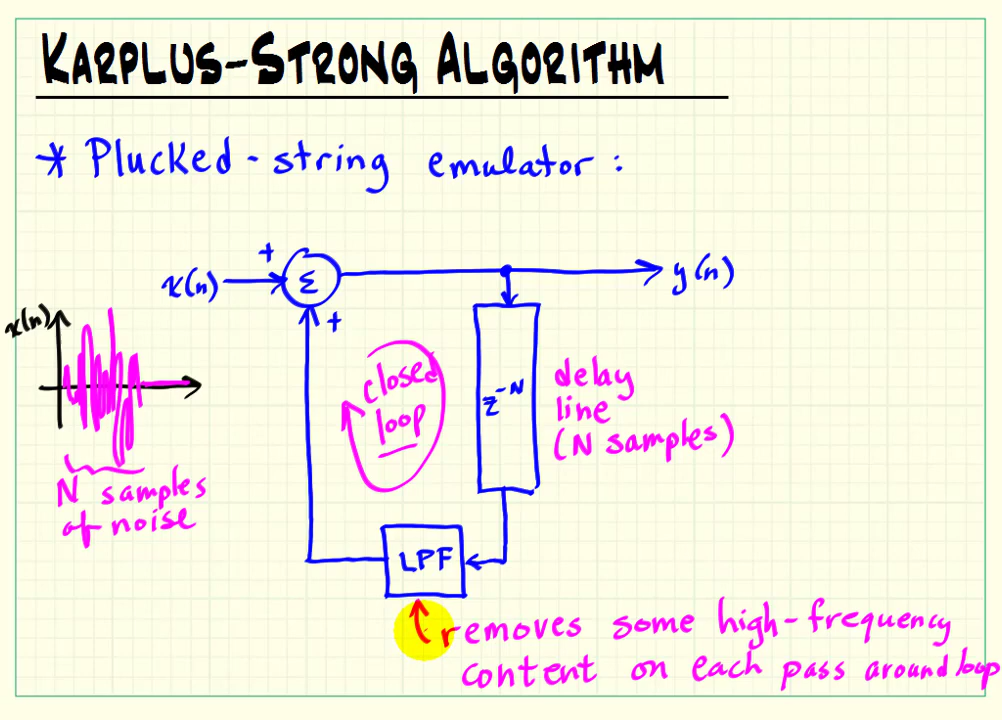 KARPLUS-STRONG ALGORITHM
* Plucked-string emulator:
x(n)
+
Σ
+
y(n)
x(n)
closed
loop
z^-N
delay
line
(N samples)
N samples
of noise
LPF
removes some high-frequency
content on each pass around loop